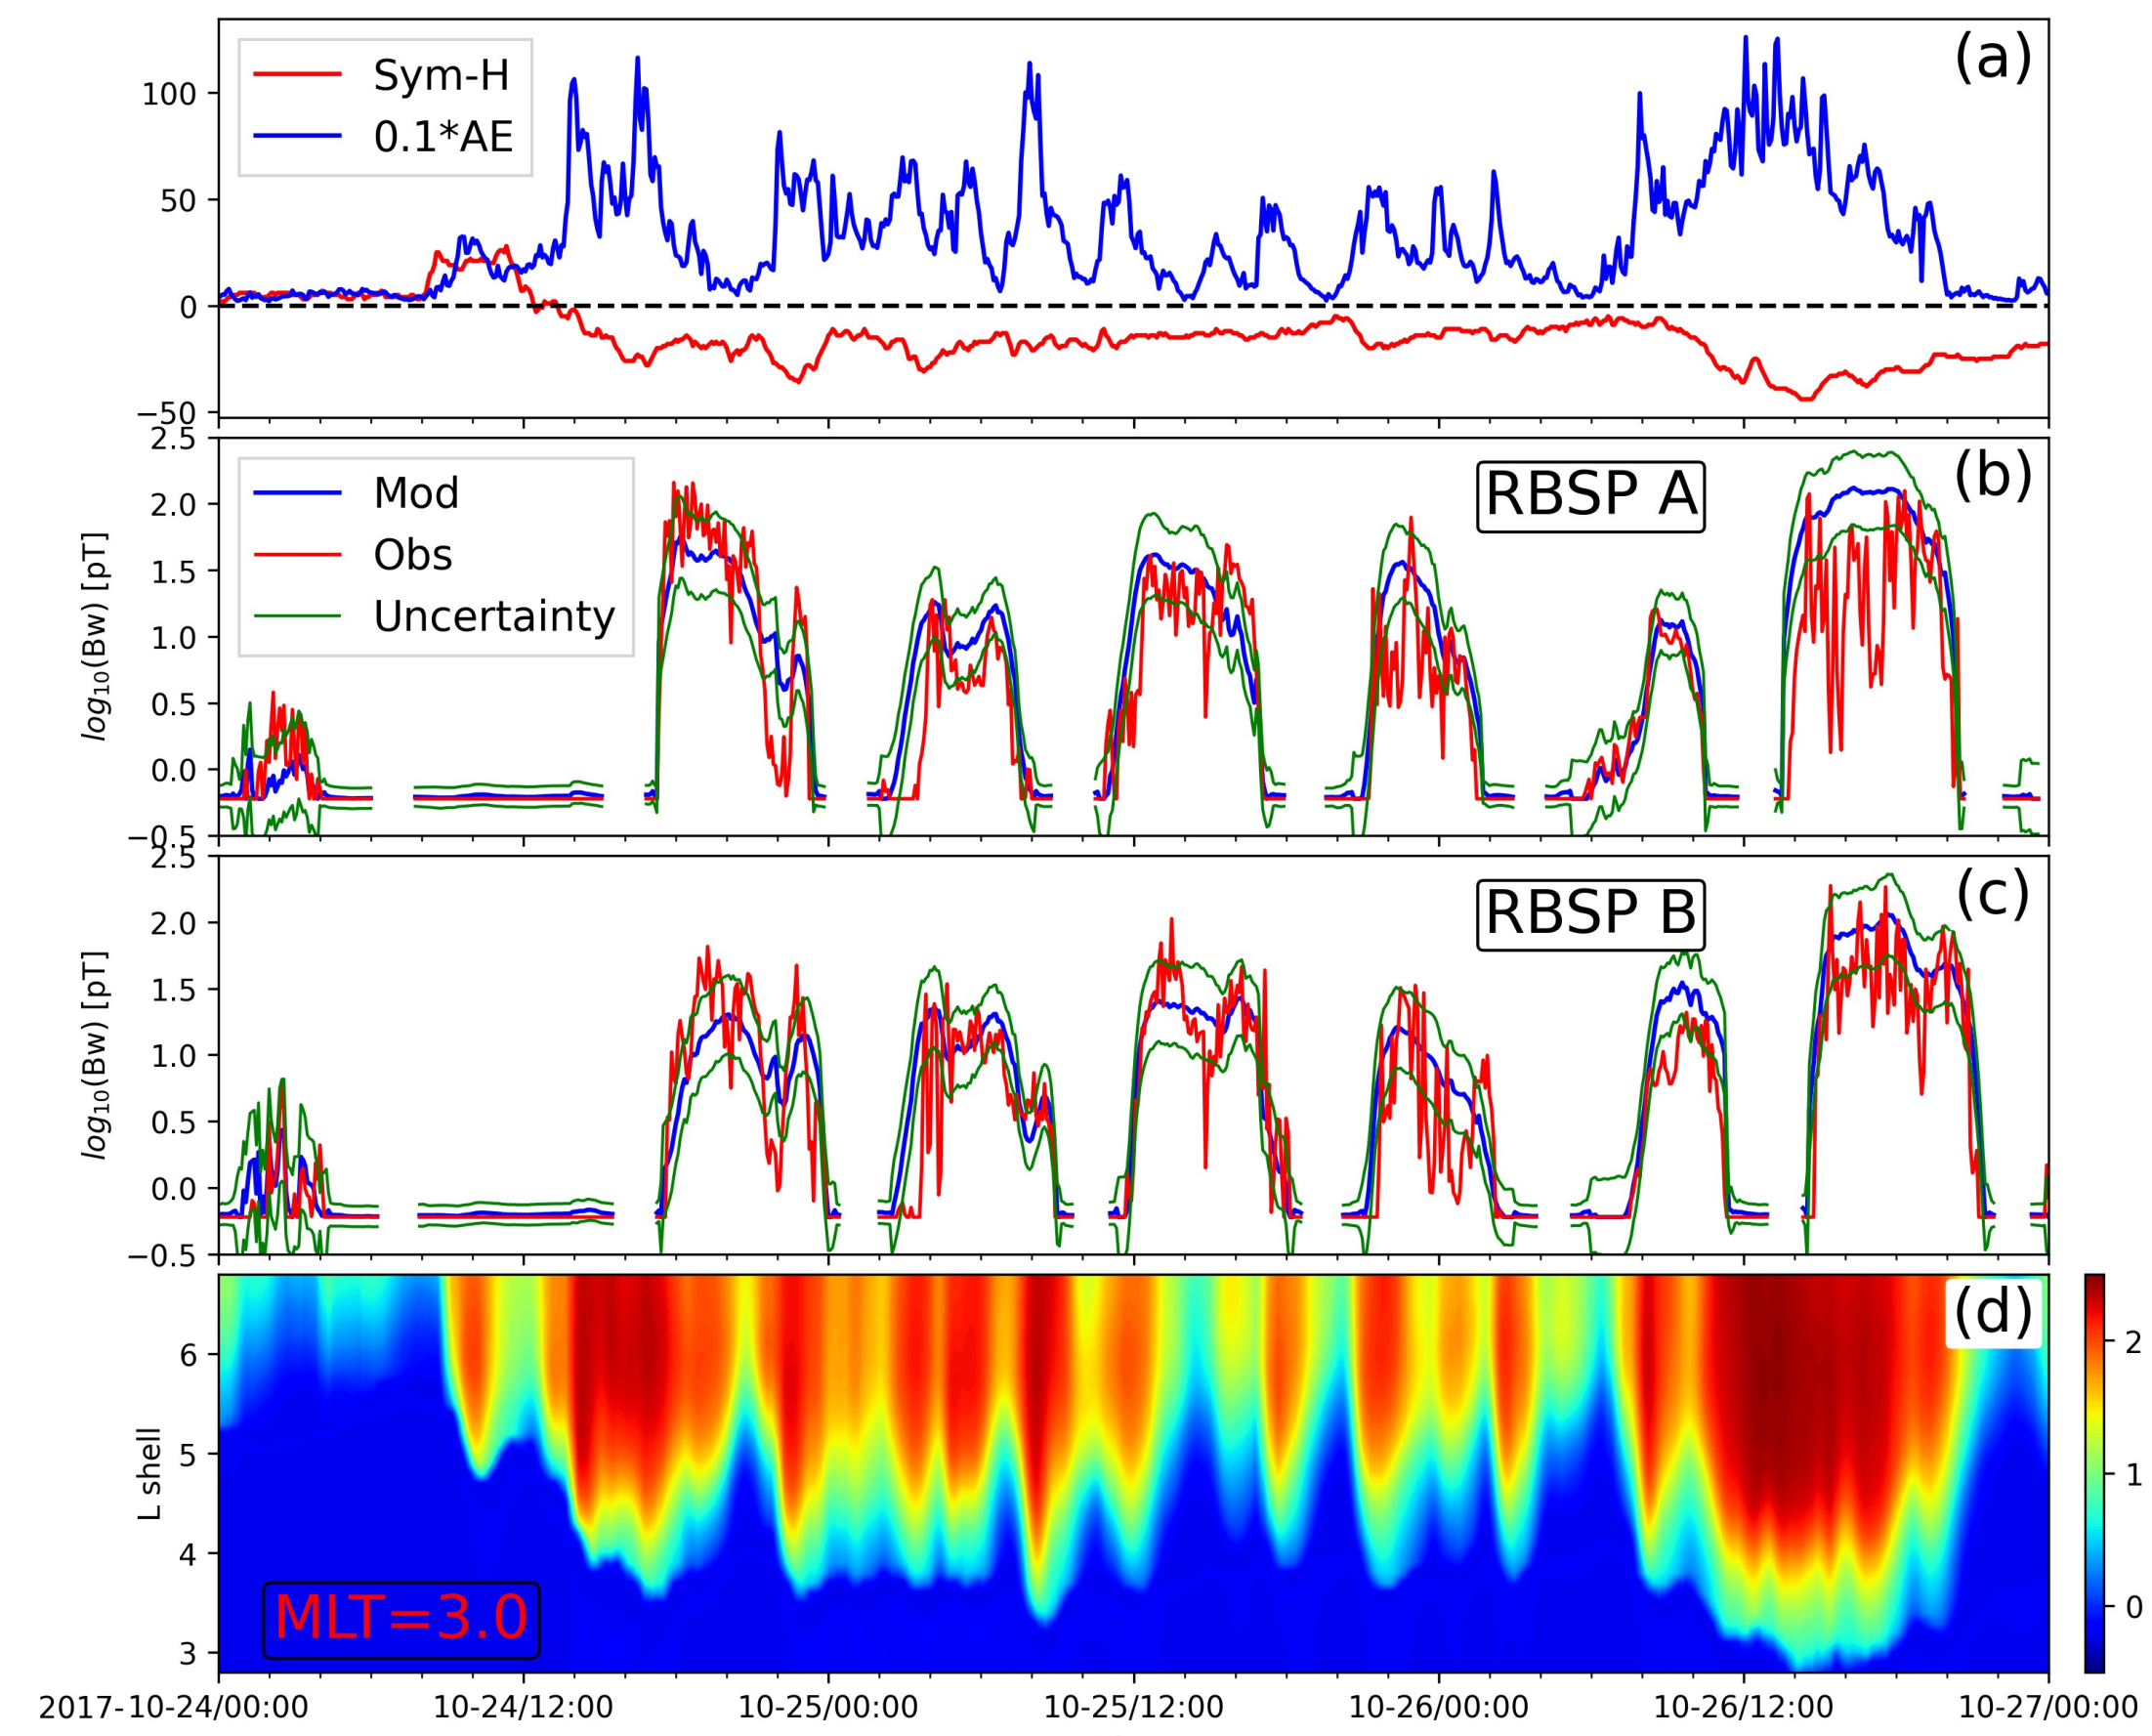 (a)
Sym-H
0.1*AE
100
50
0
−50
(b)
RBSP A
Mod
Obs
Uncertainty
log10(Bw) [pT]
2.5
2.0
1.5
1.0
0.5
0.0
−0.5
(c)
RBSP B
log10(Bw) [pT]
2.5
2.0
1.5
1.0
0.5
0.0
−0.5
(d)
L shell
6
5
4
3
MLT=3.0
2
1
0
2017-10-24/00:00 10-24/12:00 10-25/00:00 10-25/12:00 10-26/00:00 10-26/12:00 10-27/00:00